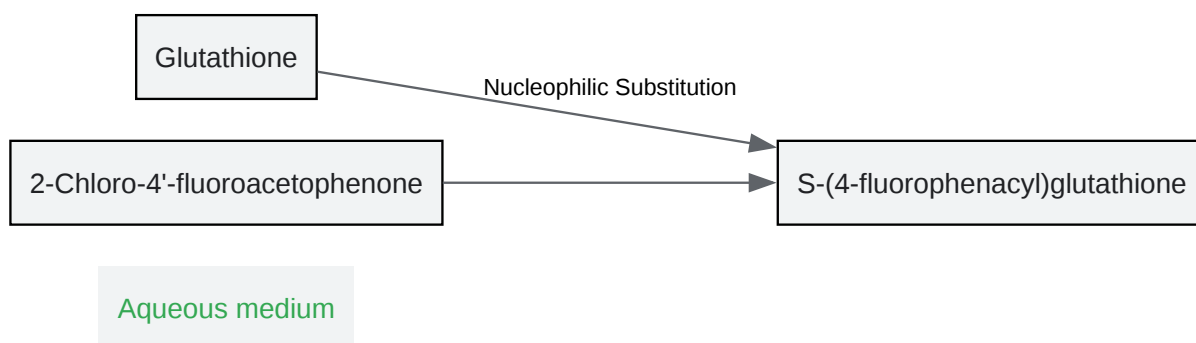 Glutathione
Nucleophilic Substitution
2-Chloro-4'-fluoroacetophenone
S-(4-fluorophenacyl)glutathione
Aqueous medium